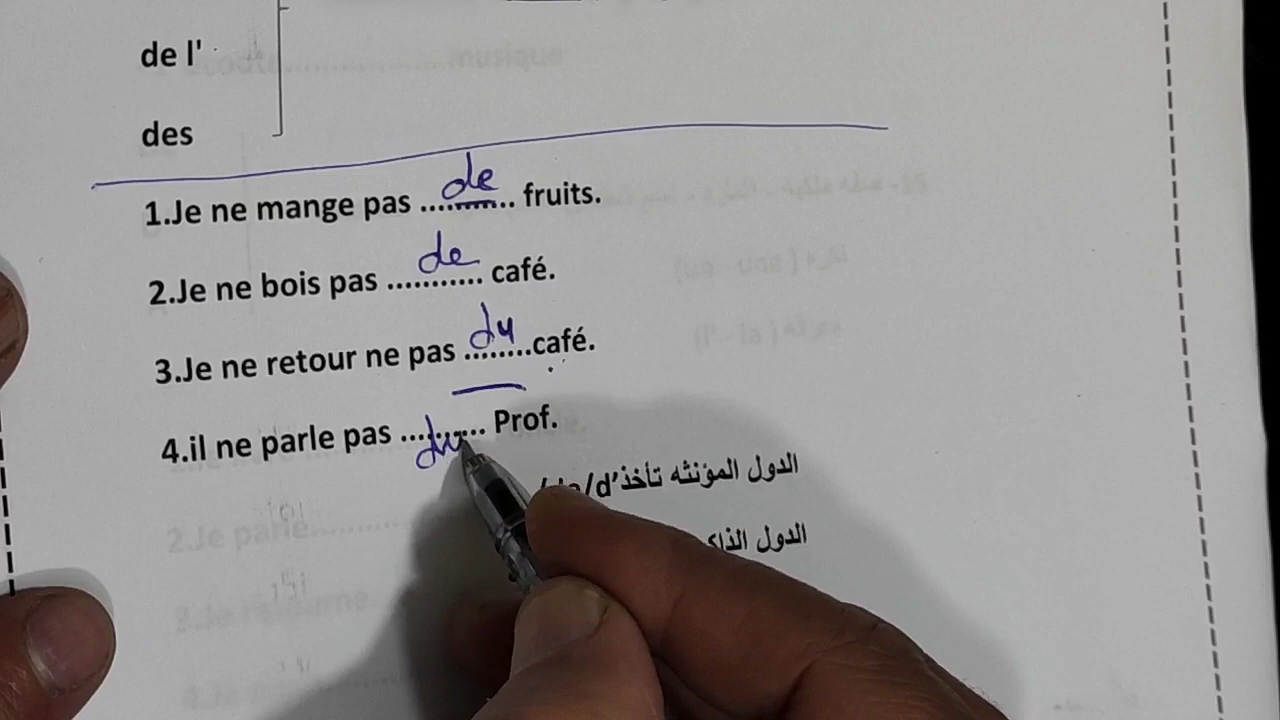 de l'
des
1.Je ne mange pas ...de... fruits.
2.Je ne bois pas ...de... café.
3.Je ne retour ne pas ...du...café.
4.il ne parle pas ...du... Prof.
الدول المؤنثه تأخذ d'
الدول